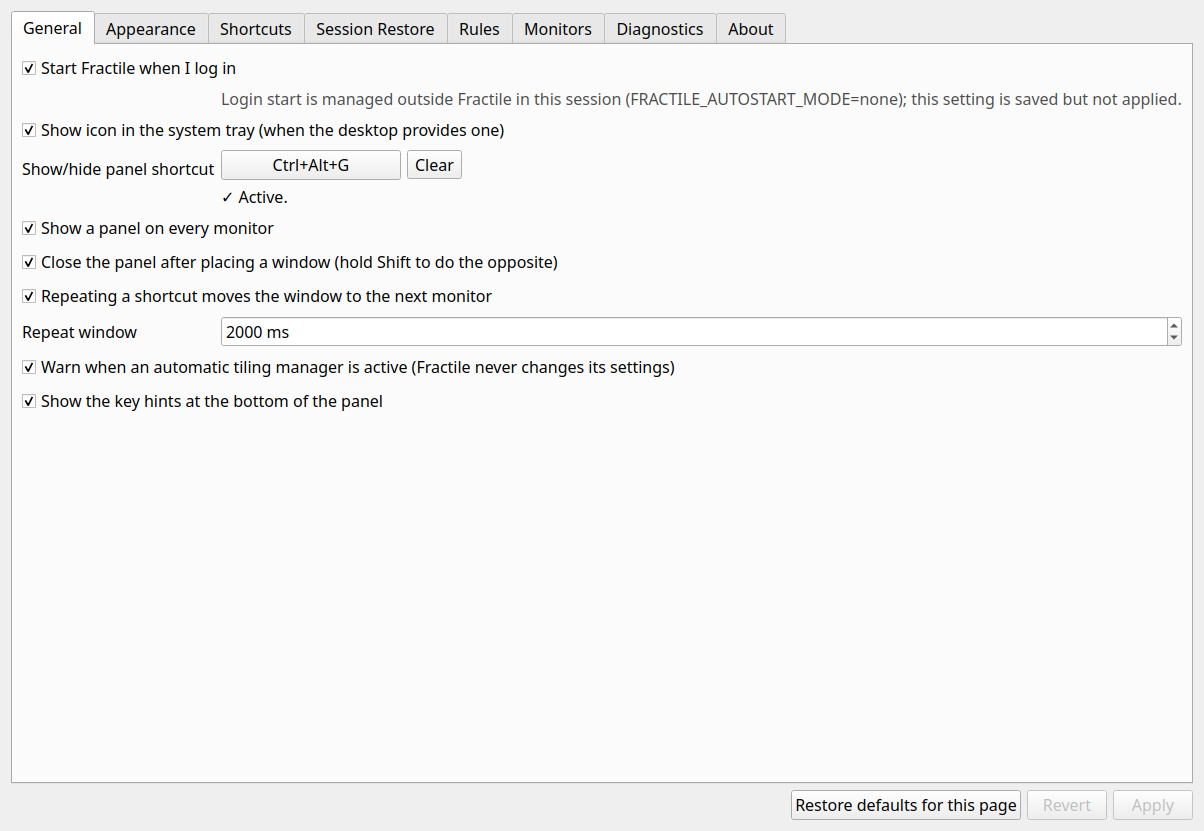 General Appearance Shortcuts Session Restore Rules Monitors Diagnostics About
Start Fractile when I log in
Login start is managed outside Fractile in this session (FRACTILE_AUTOSTART_MODE=none); this setting is saved but not applied.
Show icon in the system tray (when the desktop provides one)
Show/hide panel shortcut Ctrl+Alt+G Clear
✓ Active.
Show a panel on every monitor
Close the panel after placing a window (hold Shift to do the opposite)
Repeating a shortcut moves the window to the next monitor
Repeat window 2000 ms
Warn when an automatic tiling manager is active (Fractile never changes its settings)
Show the key hints at the bottom of the panel
Restore defaults for this page Revert Apply